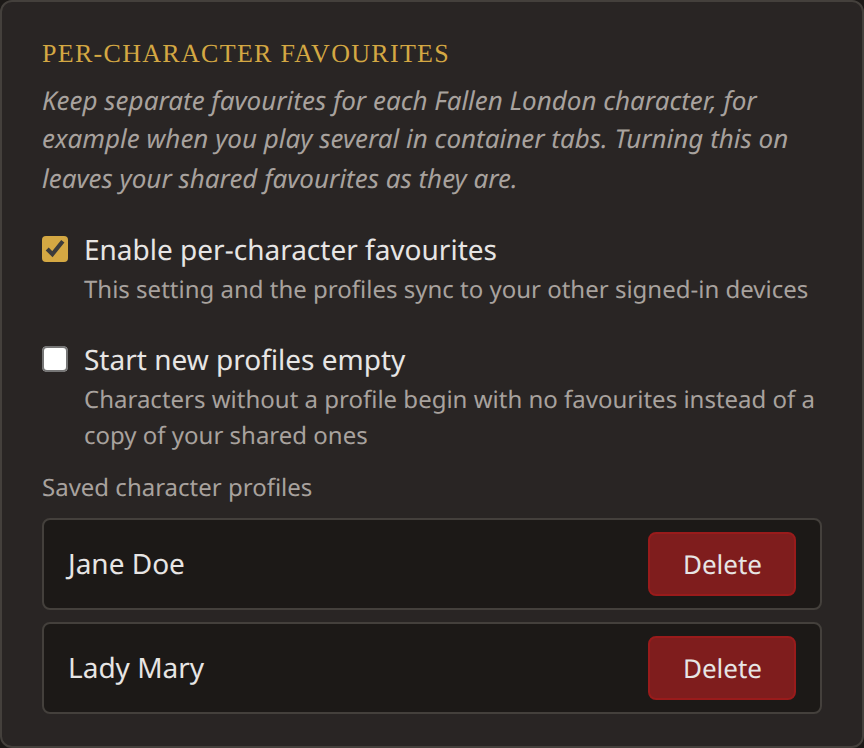 PER-CHARACTER FAVOURITES
Keep separate favourites for each Fallen London character, for
example when you play several in container tabs. Turning this on
leaves your shared favourites as they are.
Enable per-character favourites
This setting and the profiles sync to your other signed-in devices
Start new profiles empty
Characters without a profile begin with no favourites instead of a
copy of your shared ones
Saved character profiles
Jane Doe
Delete
Lady Mary
Delete